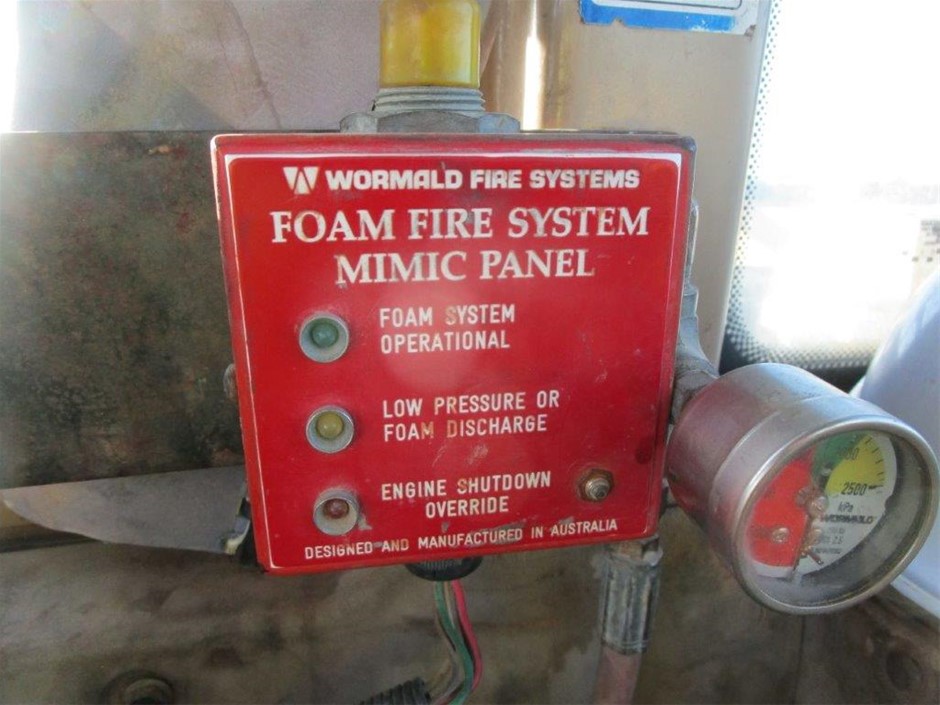 WORMALD FIRE SYSTEMS
FOAM FIRE SYSTEM
MIMIC PANEL
FOAM SYSTEM
OPERATIONAL
LOW PRESSURE OR
FOAM DISCHARGE
ENGINE SHUTDOWN
OVERRIDE
DESIGNED AND MANUFACTURED IN AUSTRALIA
2500
kPa
WORMALD